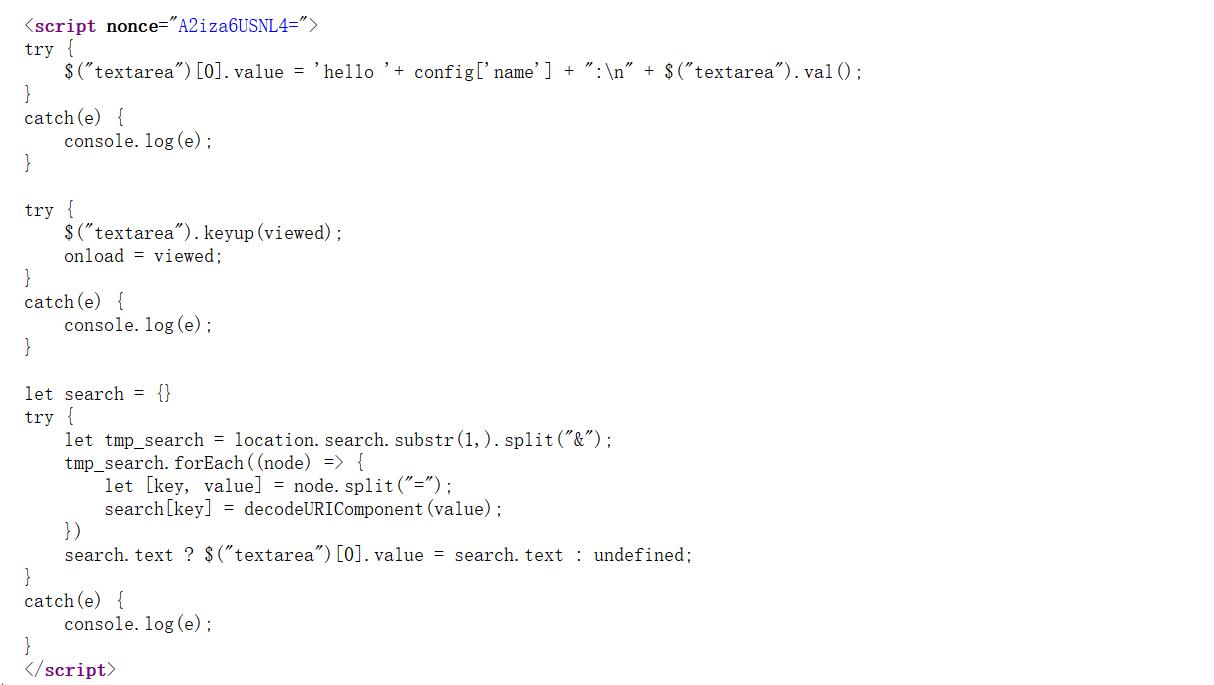 <script nonce="A2iza6USNL4=">
try {
    $("textarea")[0].value = 'hello '+ config['name'] + ":\n" + $("textarea").val();
}
catch(e) {
    console.log(e);
}

try {
    $("textarea").keyup(viewed);
    onload = viewed;
}
catch(e) {
    console.log(e);
}

let search = {}
try {
    let tmp_search = location.search.substr(1,).split("&");
    tmp_search.forEach((node) => {
        let [key, value] = node.split("=");
        search[key] = decodeURIComponent(value);
    })
    search.text ? $("textarea")[0].value = search.text : undefined;
}
catch(e) {
    console.log(e);
}
</script>